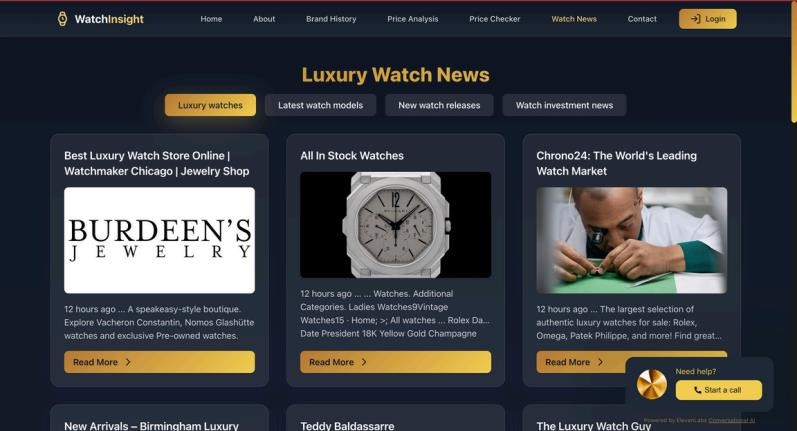 WatchInsight
Home About Brand History Price Analysis Price Checker Watch News Contact Login
Luxury Watch News
Luxury watches Latest watch models New watch releases Watch investment news
Best Luxury Watch Store Online |
Watchmaker Chicago | Jewelry Shop
BURDEEN'S
JEWELRY
12 hours ago ... A speakeasy-style boutique.
Explore Vacheron Constantin, Nomos Glashütte
watches and exclusive Pre-owned watches.
Read More
All In Stock Watches
12 hours ago ... ... Watches. Additional
Categories. Ladies Watches9Vintage
Watches15 · Home; >; All watches ... Rolex Da...
Date President 18K Yellow Gold Champagne
Read More
Chrono24: The World's Leading
Watch Market
12 hours ago ... The largest selection of
authentic luxury watches for sale: Rolex,
Omega, Patek Philippe, and more! Find great...
Read More
Need help?
Start a call
Powered by ElevenLabs Conversational AI
New Arrivals – Birmingham Luxury
Teddy Baldassarre
The Luxury Watch Guy